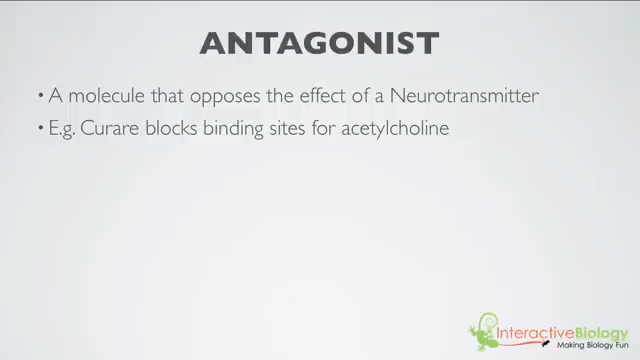 ANTAGONIST
• A molecule that opposes the effect of a Neurotransmitter
• E.g. Curare blocks binding sites for acetylcholine
InteractiveBiology
Making Biology Fun